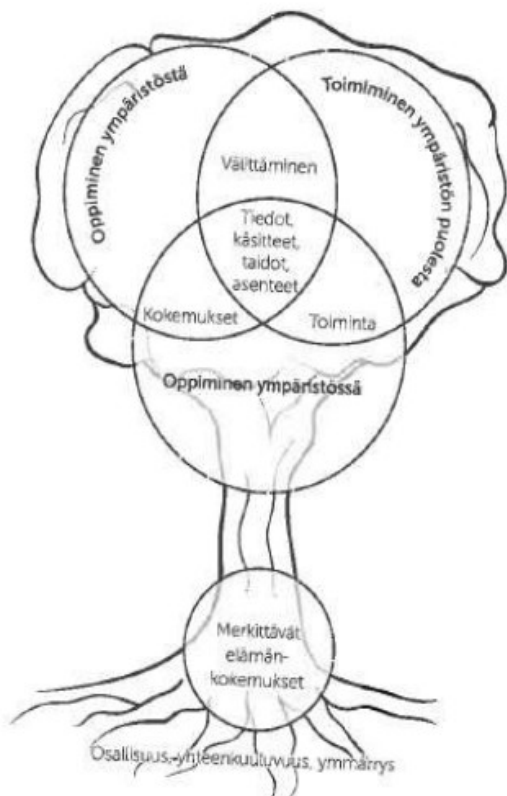 Oppiminen ympäristöstä
Toimiminen ympäristön puolesta
Välittäminen
Tiedot,
käsitteet,
taidot,
asenteet
Kokemukset
Toiminta
Oppiminen ympäristössä
Merkittävät
elämän-
kokemukset
Osallisuus, yhteenkuuluvuus, ymmärrys